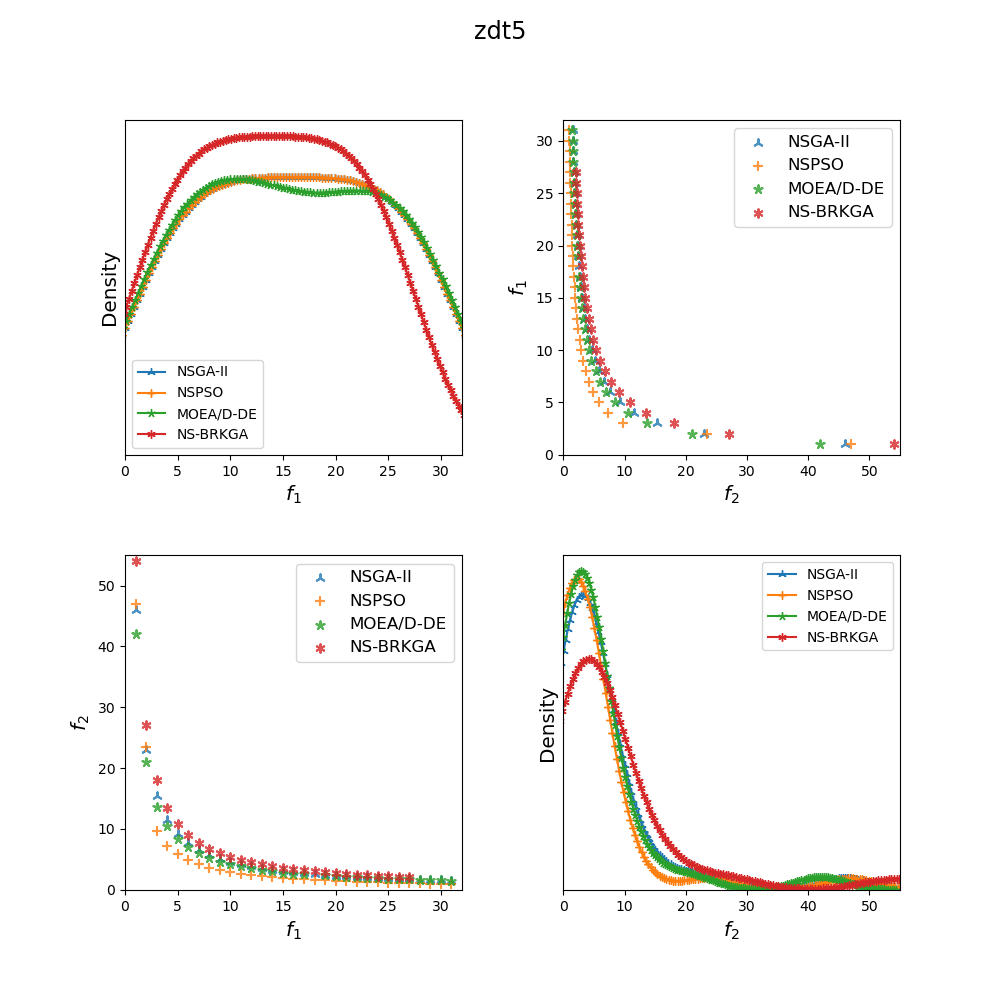 zdt5
Density
NSGA-II
NSPSO
MOEA/D-DE
NS-BRKGA
0 5 10 15 20 25 30
f₁
f₁
30
25
20
15
10
5
0
NSGA-II
NSPSO
MOEA/D-DE
NS-BRKGA
0 10 20 30 40 50
f₂
f₂
50
40
30
20
10
0
NSGA-II
NSPSO
MOEA/D-DE
NS-BRKGA
0 5 10 15 20 25 30
f₁
Density
NSGA-II
NSPSO
MOEA/D-DE
NS-BRKGA
0 10 20 30 40 50
f₂